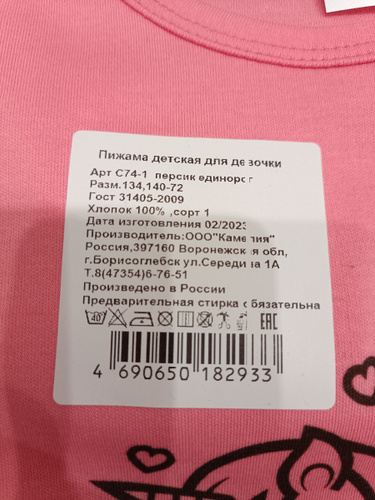 Пижама детская для девочки
Арт С74-1 персик единорог
Разм.134,140-72
Гост 31405-2009
Хлопок 100% ,сорт 1
Дата изготовления 02/2023
Производитель:ООО"Камелия"
Россия,397160 Воронежская обл,
г.Борисоглебск ул.Середина 1А
Т.8(47354)6-76-51
Произведено в России
Предварительная стирка обязательна
40 EAC
4 690650 182933